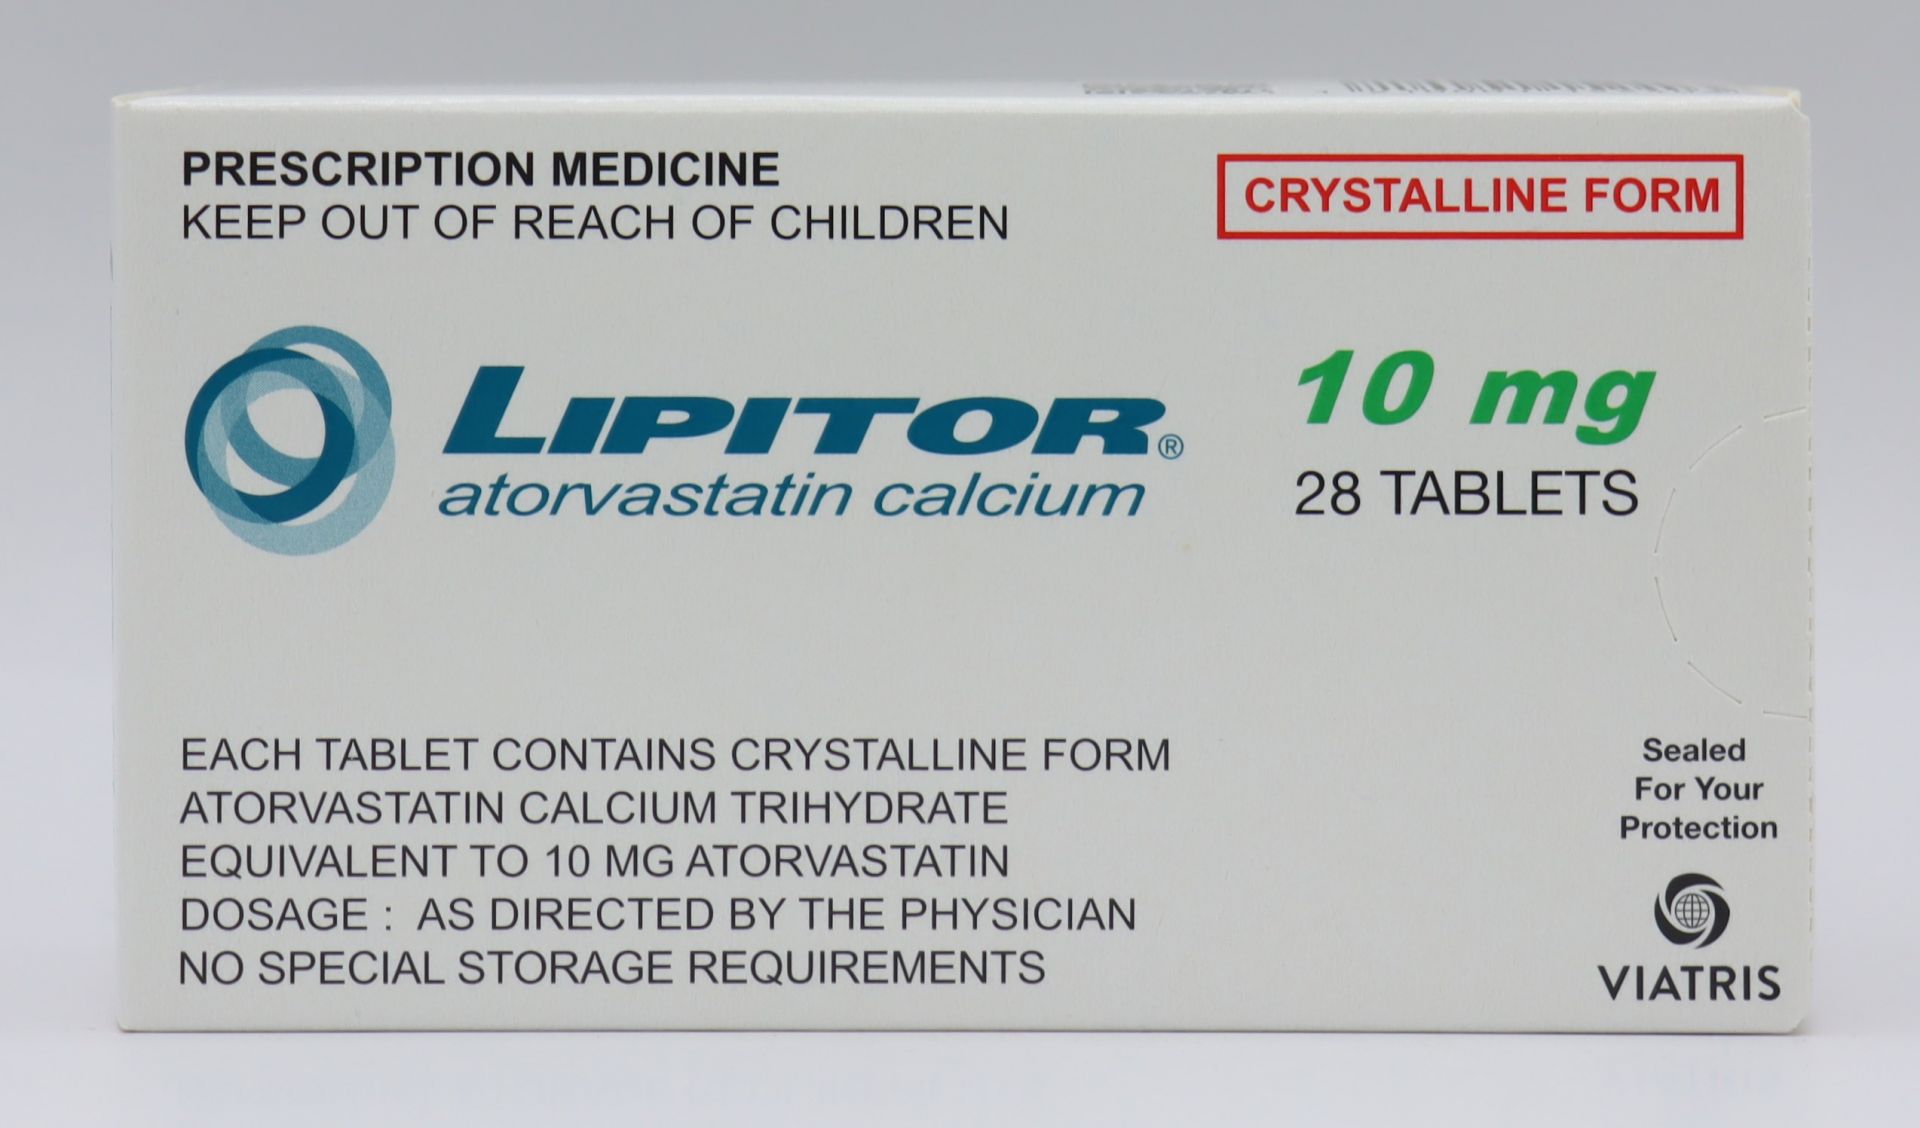 PRESCRIPTION MEDICINE
KEEP OUT OF REACH OF CHILDREN
CRYSTALLINE FORM
LIPITOR®
atorvastatin calcium
10 mg
28 TABLETS
EACH TABLET CONTAINS CRYSTALLINE FORM
ATORVASTATIN CALCIUM TRIHYDRATE
EQUIVALENT TO 10 MG ATORVASTATIN
DOSAGE : AS DIRECTED BY THE PHYSICIAN
NO SPECIAL STORAGE REQUIREMENTS
Sealed
For Your
Protection
VIATRIS